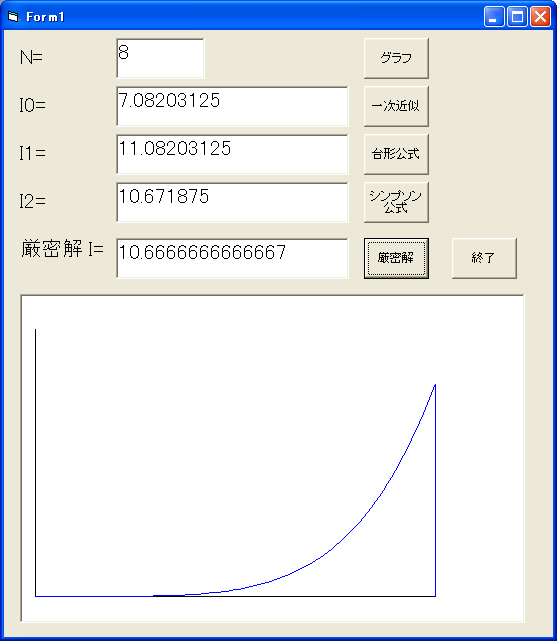 Form1
N=
8
グラフ
I0=
7.08203125
一次近似
I1=
11.08203125
台形公式
I2=
10.671875
シンプソン
公式
厳密解 I=
10.6666666666667
厳密解
終了